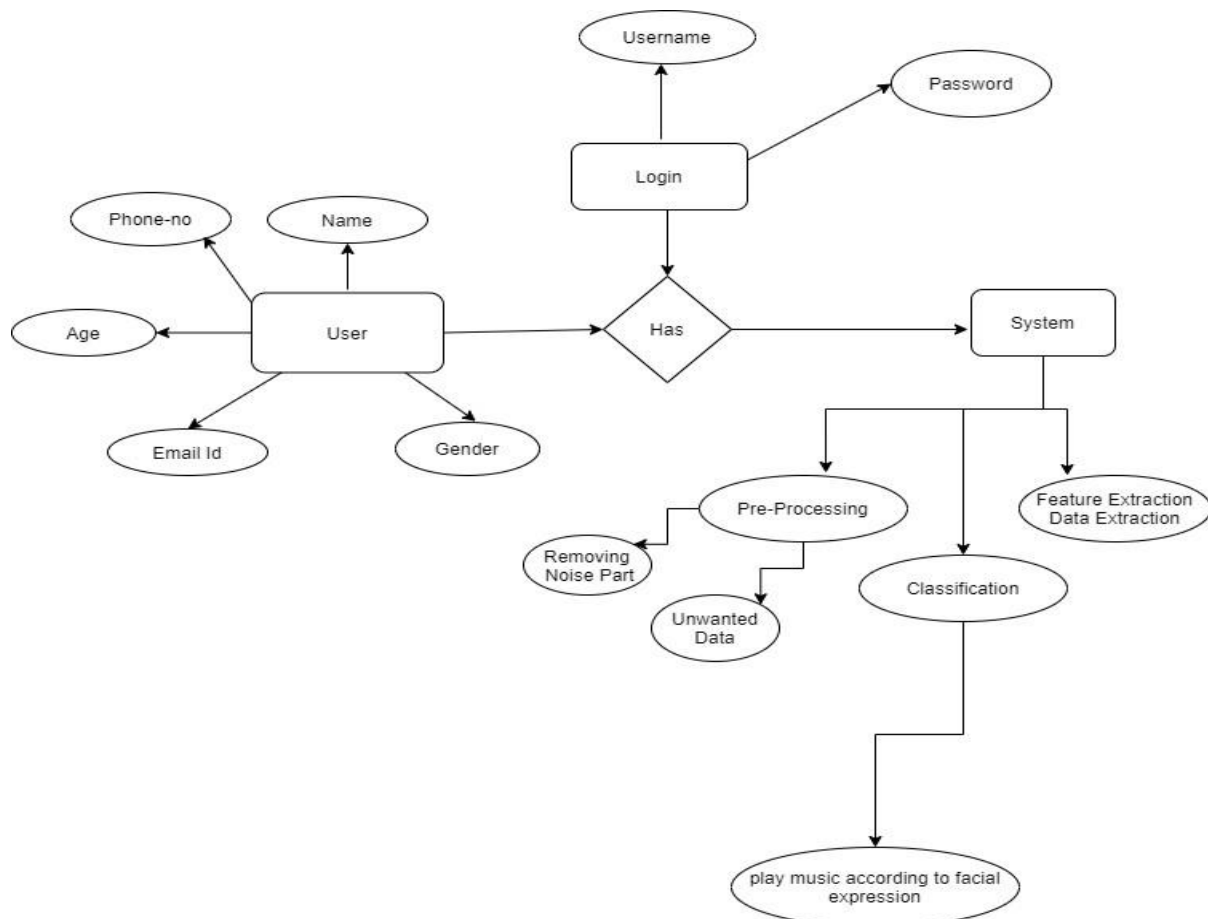 Username
Password
Login
Phone-no
Name
Age
User
Has
System
Email Id
Gender
Pre-Processing
Feature Extraction
Data Extraction
Removing
Noise Part
Classification
Unwanted
Data
play music according to facial
expression